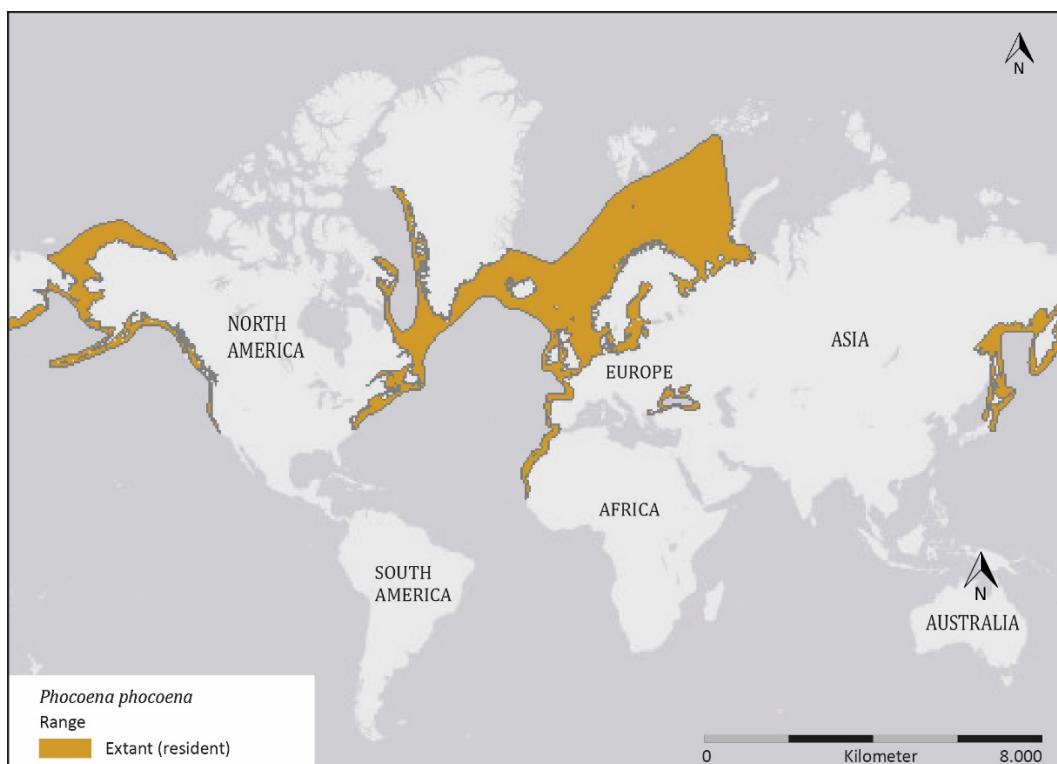 N
NORTH
AMERICA
ASIA
EUROPE
AFRICA
SOUTH
AMERICA
N
AUSTRALIA
Phocoena phocoena
Range
Extant (resident)
0 Kilometer 8.000